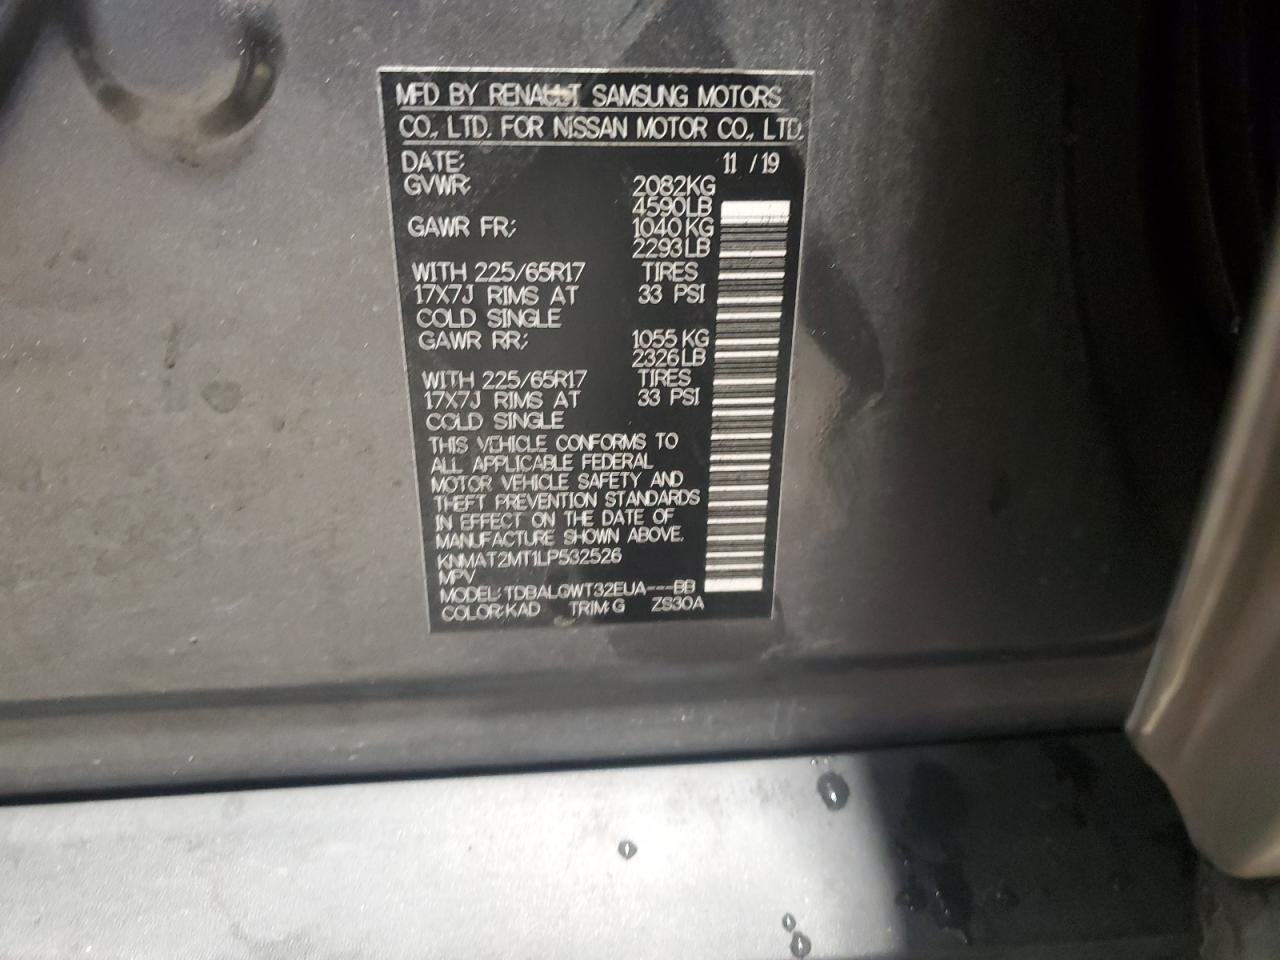 MFD BY RENAULT SAMSUNG MOTORS
CO., LTD. FOR NISSAN MOTOR CO., LTD.
DATE: 11 /19
GVWR: 2082KG
4590LB
GAWR FR: 1040KG
2293LB
WITH 225/65R17 TIRES
17X7J RIMS AT 33 PSI
COLD SINGLE
GAWR RR: 1055KG
2326LB
WITH 225/65R17 TIRES
17X7J RIMS AT 33 PSI
COLD SINGLE
THIS VEHICLE CONFORMS TO
ALL APPLICABLE FEDERAL
MOTOR VEHICLE SAFETY AND
THEFT PREVENTION STANDARDS
IN EFFECT ON THE DATE OF
MANUFACTURE SHOWN ABOVE.
KNMAT2MT1LP532526
MPV
MODEL: TDBALGWT32EUA---BB
COLOR:KAD TRIM:G ZS30A